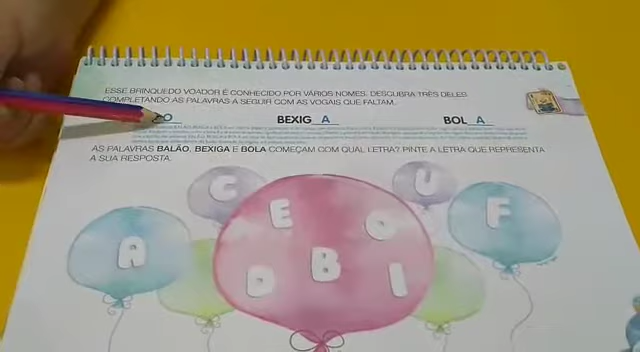 ESSE BRINQUEDO VOADOR É CONHECIDO POR VÁRIOS NOMES. DESCUBRA TRÊS DELES
COMPLETANDO AS PALAVRAS A SEGUIR COM AS VOGAIS QUE FALTAM.
BEXIG A BOL A
AS PALAVRAS BALÃO, BEXIGA E BOLA COMEÇAM COM QUAL LETRA? PINTE A LETRA QUE REPRESENTA
A SUA RESPOSTA.
C U
E O F
A
D B I